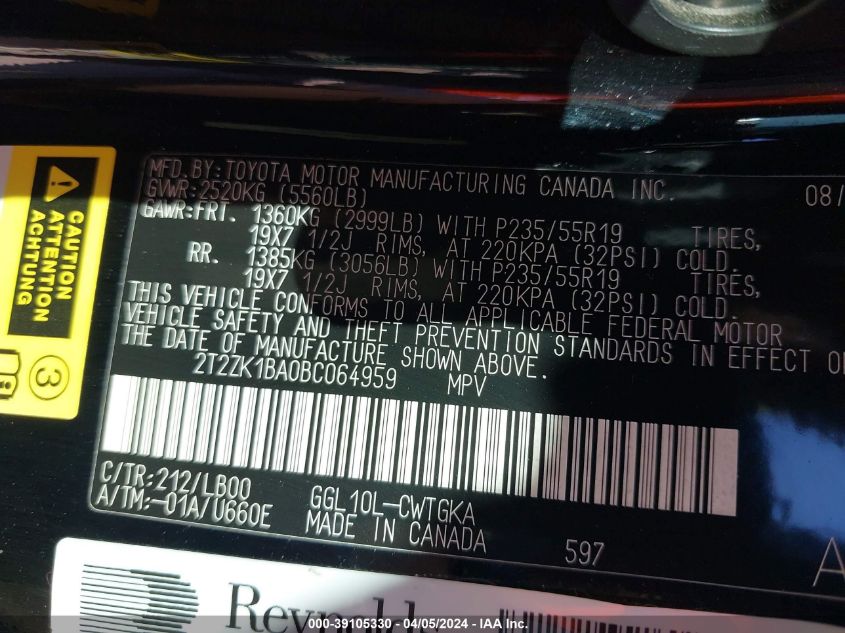 MFD. BY: TOYOTA MOTOR MANUFACTURING CANADA INC. 08/
GVWR: 2520KG (5560LB)
GAWR: FRT. 1360KG (2999LB) WITH P235/55R19 TIRES,
19X7 1/2J RIMS, AT 220KPA (32PSI) COLD.
RR. 1385KG (3056LB) WITH P235/55R19 TIRES,
19X7 1/2J RIMS, AT 220KPA (32PSI) COLD.
THIS VEHICLE CONFORMS TO ALL APPLICABLE FEDERAL MOTOR
VEHICLE SAFETY AND THEFT PREVENTION STANDARDS IN EFFECT
THE DATE OF MANUFACTURE SHOWN ABOVE.
2T2ZK1BA0BC064959 MPV
C/TR: 212/LB00
A/TM: -01A/U660E
GGL10L-CWTGKA
MADE IN CANADA
597
A
CAUTION
ATTENTION
ACHTUNG
3
Reynolds
000-39105330 - 04/05/2024 - IAA Inc.